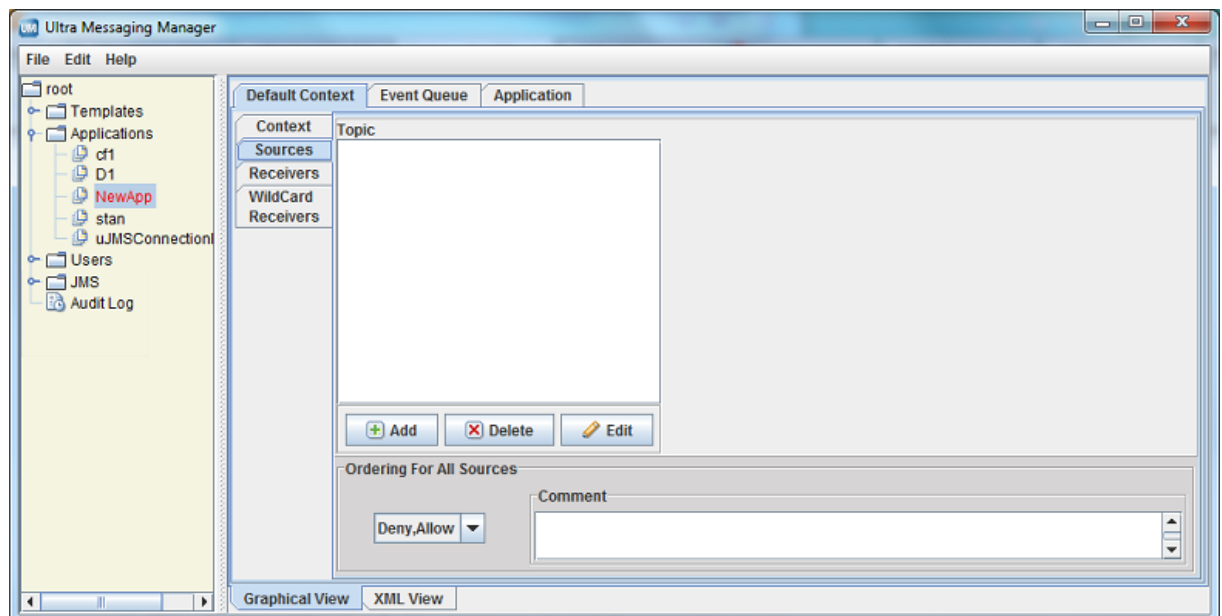 UM Ultra Messaging Manager
File Edit Help
root
Templates
Applications
cf1
D1
NewApp
stan
uJMSConnectionI
Users
JMS
Audit Log
Default Context Event Queue Application
Context
Sources
Receivers
WildCard
Receivers
Topic
Add Delete Edit
Ordering For All Sources
Deny,Allow
Comment
Graphical View XML View